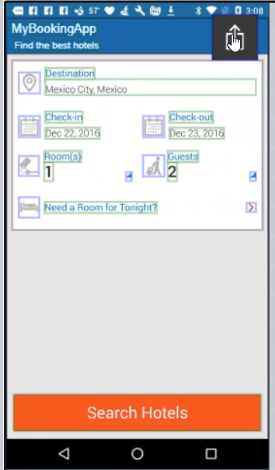 57° 3:08
MyBookingApp
Find the best hotels
Destination
Mexico City, Mexico
Check-in Check-out
Dec 22, 2016 Dec 23, 2016
Room(s) Guests
1 2
Need a Room for Tonight?
Search Hotels